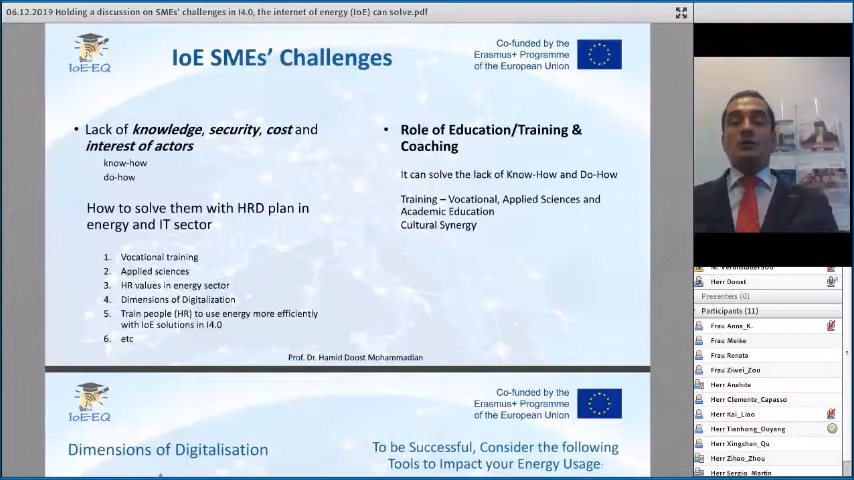 06.12.2019 Holding a discussion on SMEs' challenges in I4.0, the internet of energy (IoE) can solve.pdf
IoE-EQ
IoE SMEs' Challenges
Co-funded by the
Erasmus+ Programme
of the European Union
• Lack of knowledge, security, cost and
interest of actors
know-how
do-how
How to solve them with HRD plan in
energy and IT sector
1. Vocational training
2. Applied sciences
3. HR values in energy sector
4. Dimensions of Digitalization
5. Train people (HR) to use energy more efficiently
with IoE solutions in I4.0
6. etc
• Role of Education/Training &
Coaching
It can solve the lack of Know-How and Do-How
Training – Vocational, Applied Sciences and
Academic Education
Cultural Synergy
Prof. Dr. Hamid Doost Mohammadian
IoE-EQ
Co-funded by the
Erasmus+ Programme
of the European Union
Dimensions of Digitalisation
To be Successful, Consider the following
Tools to Impact your Energy Usage:
Herr Doost
Presenters (0)
Participants (11)
Frau Anna_K.
Frau Meike
Frau Renata
Frau Ziwei_Zou
Herr Anahita
Herr Clemente_Capasso
Herr Kai_Liao
Herr Tianhong_Ouyang
Herr Xingchen_Qu
Herr Zihao_Zhou
Herr Sergio_Martin